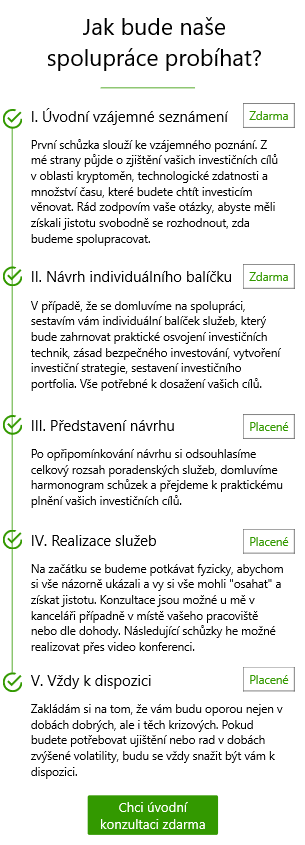 Jak bude naše
spolupráce probíhat?
I. Úvodní vzájemné seznámení
Zdarma
První schůzka slouží ke vzájemného poznání. Z
mé strany půjde o zjištění vašich investičních cílů
v oblasti kryptoměn, technologické zdatnosti a
množství času, které budete chtít investicím
věnovat. Rád zodpovím vaše otázky, abyste měli
získali jistotu svobodně se rozhodnout, zda
budeme spolupracovat.
II. Návrh individuálního balíčku
Zdarma
V případě, že se domluvíme na spolupráci,
sestavím vám individuální balíček služeb, který
bude zahrnovat praktické osvojení investičních
technik, zásad bezpečného investování, vytvoření
investiční strategie, sestavení investičního
portfolia. Vše potřebné k dosažení vašich cílů.
III. Představení návrhu
Placené
Po opřipomínkování návrhu si odsouhlasíme
celkový rozsah poradenských služeb, domluvíme
harmonogram schůzek a přejdeme k praktickému
plnění vašich investičních cílů.
IV. Realizace služeb
Placené
Na začátku se budeme potkávat fyzicky, abychom
si vše názorně ukázali a vy si vše mohli "osahat" a
získat jistotu. Konzultace jsou možné u mě v
kanceláři případně v místě vašeho pracoviště
nebo dle dohody. Následující schůzky he možné
realizovat přes video konferenci.
V. Vždy k dispozici
Placené
Zakládám si na tom, že vám budu oporou nejen v
dobách dobrých, ale i těch krizových. Pokud
budete potřebovat ujištění nebo rad v dobách
zvýšené volatility, budu se vždy snažit být vám k
dispozici.
Chci úvodní
konzultaci zdarma